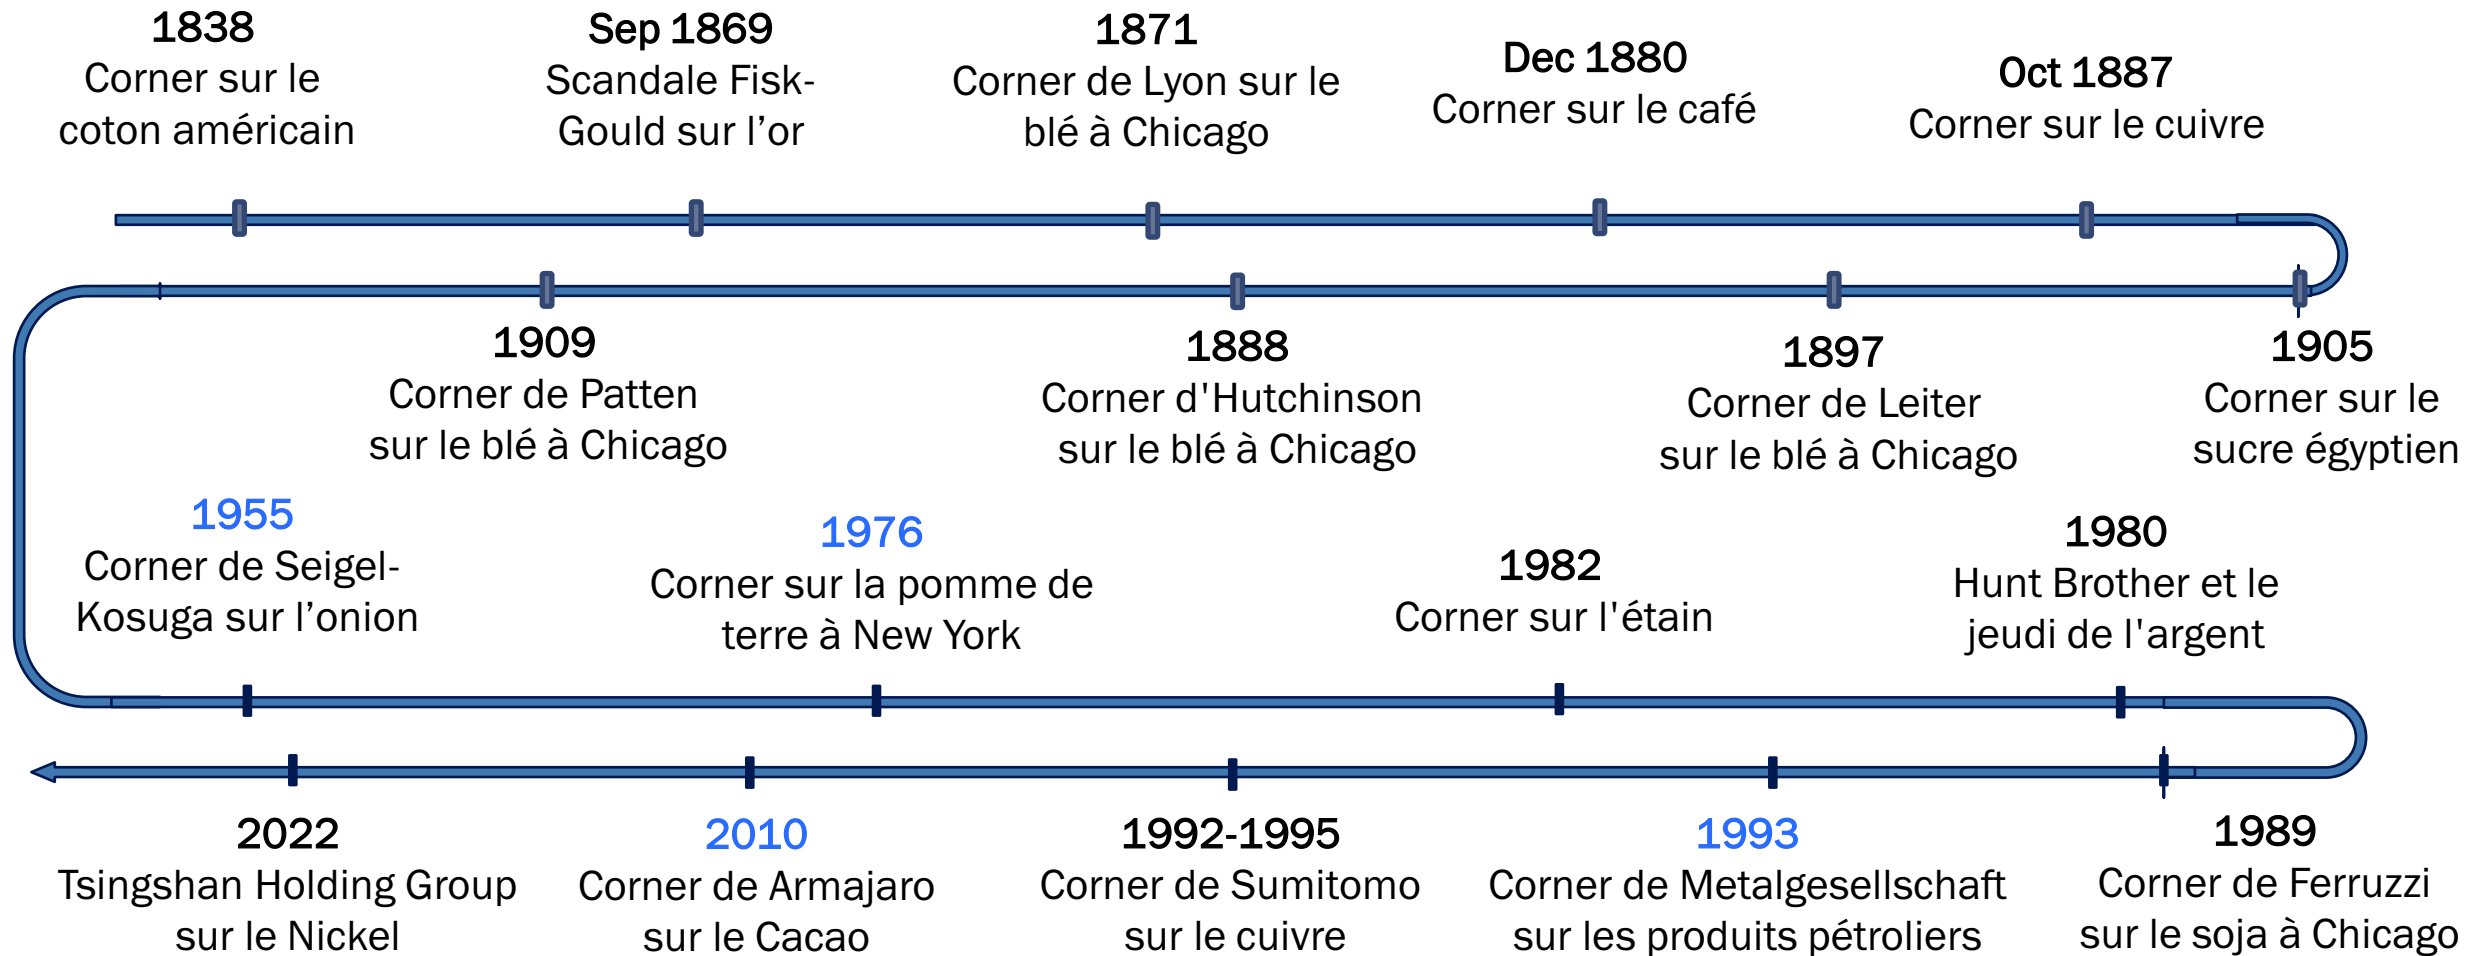 1838
Corner sur le
coton américain
Sep 1869
Scandale Fisk-
Gould sur l’or
1871
Corner de Lyon sur le
blé à Chicago
Dec 1880
Corner sur le café
Oct 1887
Corner sur le cuivre
1909
Corner de Patten
sur le blé à Chicago
1888
Corner d'Hutchinson
sur le blé à Chicago
1897
Corner de Leiter
sur le blé à Chicago
1905
Corner sur le
sucre égyptien
1955
Corner de Seigel-
Kosuga sur l’onion
1976
Corner sur la pomme de
terre à New York
1982
Corner sur l'étain
1980
Hunt Brother et le
jeudi de l'argent
2022
Tsingshan Holding Group
sur le Nickel
2010
Corner de Armajaro
sur le Cacao
1992-1995
Corner de Sumitomo
sur le cuivre
1993
Corner de Metalgesellschaft
sur les produits pétroliers
1989
Corner de Ferruzzi
sur le soja à Chicago